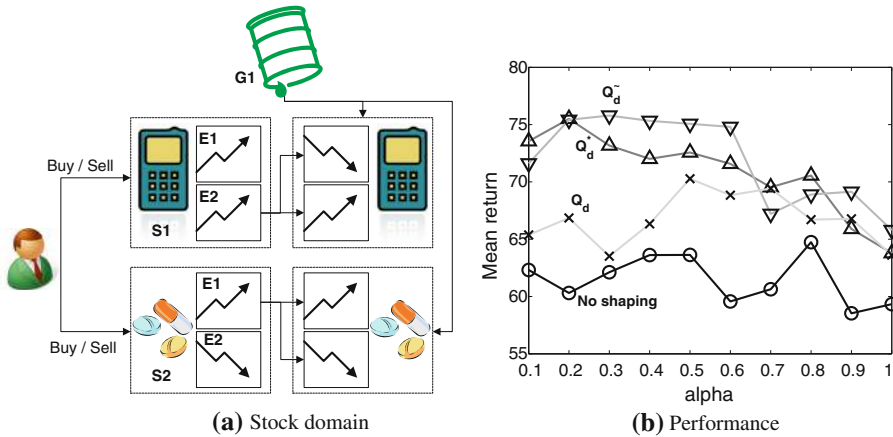 G1
Buy / Sell
E1
E2
S1
Buy / Sell
E1
E2
S2
(a) Stock domain
80
75
70
65
60
55
Mean return
Q_d^~
Q_d^*
Q_d
No shaping
0.1 0.2 0.3 0.4 0.5 0.6 0.7 0.8 0.9 1
alpha
(b) Performance